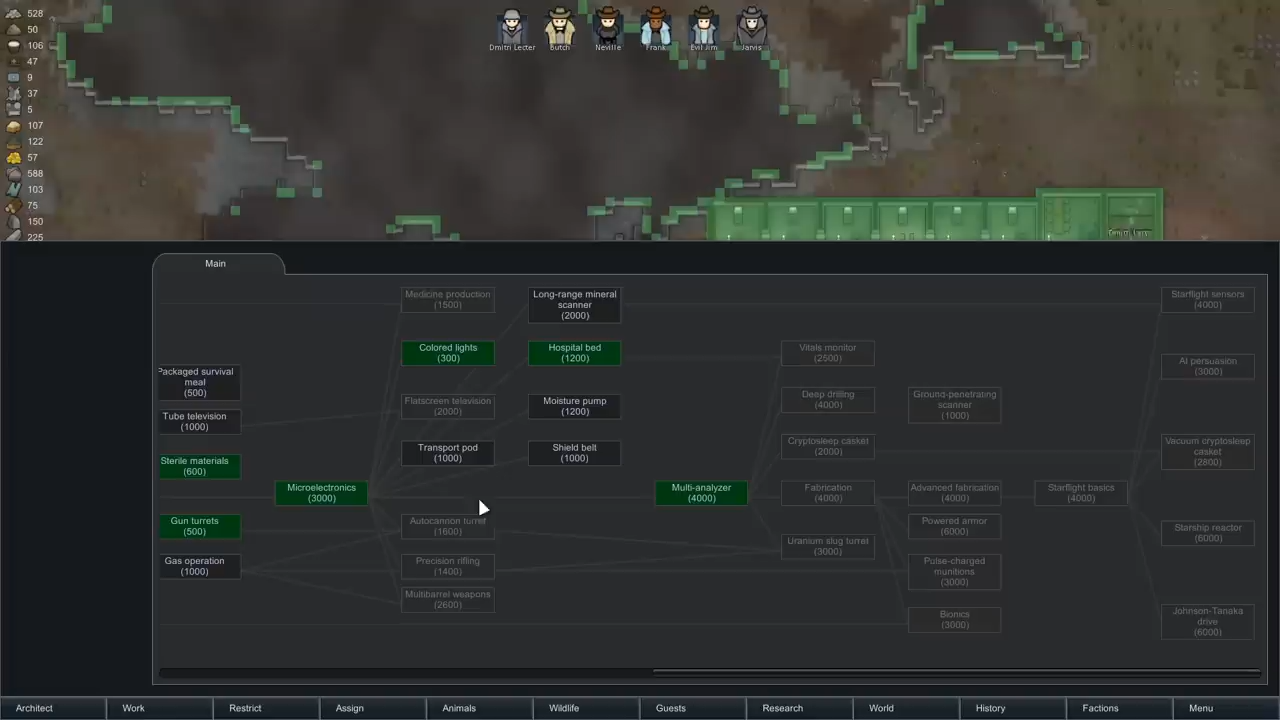 528
50
106
47
9
37
5
107
122
57
588
103
75
150
225
Dmitri Lecter
Butch
Neville
Frank
Evil Jim
Jarvis
Main
Medicine production
(1500)
Long-range mineral
scanner
(2000)
Starflight sensors
(4000)
Colored lights
(300)
Hospital bed
(1200)
Vitals monitor
(2500)
AI persuasion
(3000)
Packaged survival
meal
(500)
Flatscreen television
(2000)
Moisture pump
(1200)
Deep drilling
(4000)
Ground-penetrating
scanner
(1000)
Tube television
(1000)
Transport pod
(1000)
Shield belt
(1000)
Cryptosleep casket
(2000)
Vacuum cryptosleep
casket
(2800)
Sterile materials
(600)
Microelectronics
(3000)
Multi-analyzer
(4000)
Fabrication
(4000)
Advanced fabrication
(4000)
Starflight basics
(4000)
Gun turrets
(500)
Autocannon turret
(1600)
Uranium slug turret
(3000)
Powered armor
(6000)
Starship reactor
(6000)
Gas operation
(1000)
Precision rifling
(1400)
Pulse-charged
munitions
(3000)
Multibarrel weapons
(2600)
Bionics
(3000)
Johnson-Tanaka
drive
(6000)
Architect
Work
Restrict
Assign
Animals
Wildlife
Guests
Research
World
History
Factions
Menu